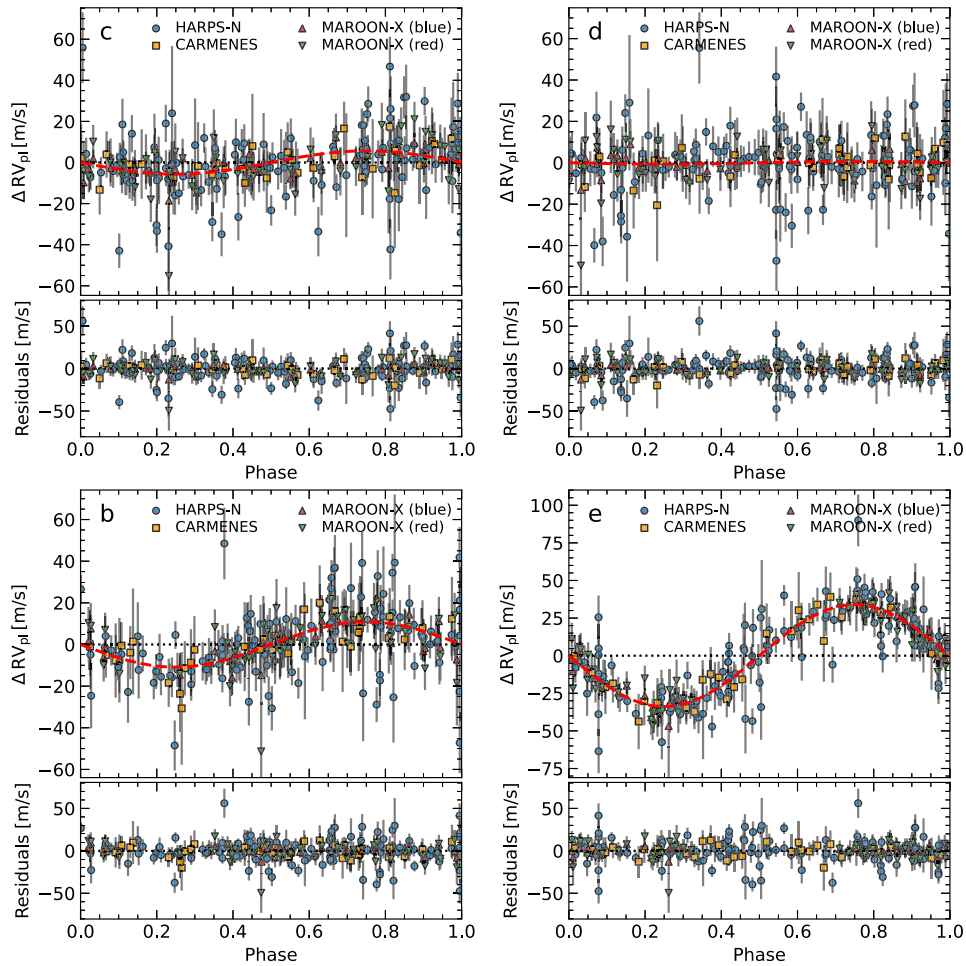 c
HARPS-N
CARMENES
MAROON-X (blue)
MAROON-X (red)
60
40
20
0
−20
−40
−60
Δ RV_pl [m/s]
50
0
−50
Residuals [m/s]
0.0 0.2 0.4 0.6 0.8 1.0
Phase
d
HARPS-N
CARMENES
MAROON-X (blue)
MAROON-X (red)
60
40
20
0
−20
−40
−60
Δ RV_pl [m/s]
50
0
−50
Residuals [m/s]
0.0 0.2 0.4 0.6 0.8 1.0
Phase
b
HARPS-N
CARMENES
MAROON-X (blue)
MAROON-X (red)
60
40
20
0
−20
−40
−60
Δ RV_pl [m/s]
50
0
−50
Residuals [m/s]
0.0 0.2 0.4 0.6 0.8 1.0
Phase
e
HARPS-N
CARMENES
MAROON-X (blue)
MAROON-X (red)
100
75
50
25
0
−25
−50
−75
Δ RV_pl [m/s]
50
0
−50
Residuals [m/s]
0.0 0.2 0.4 0.6 0.8 1.0
Phase